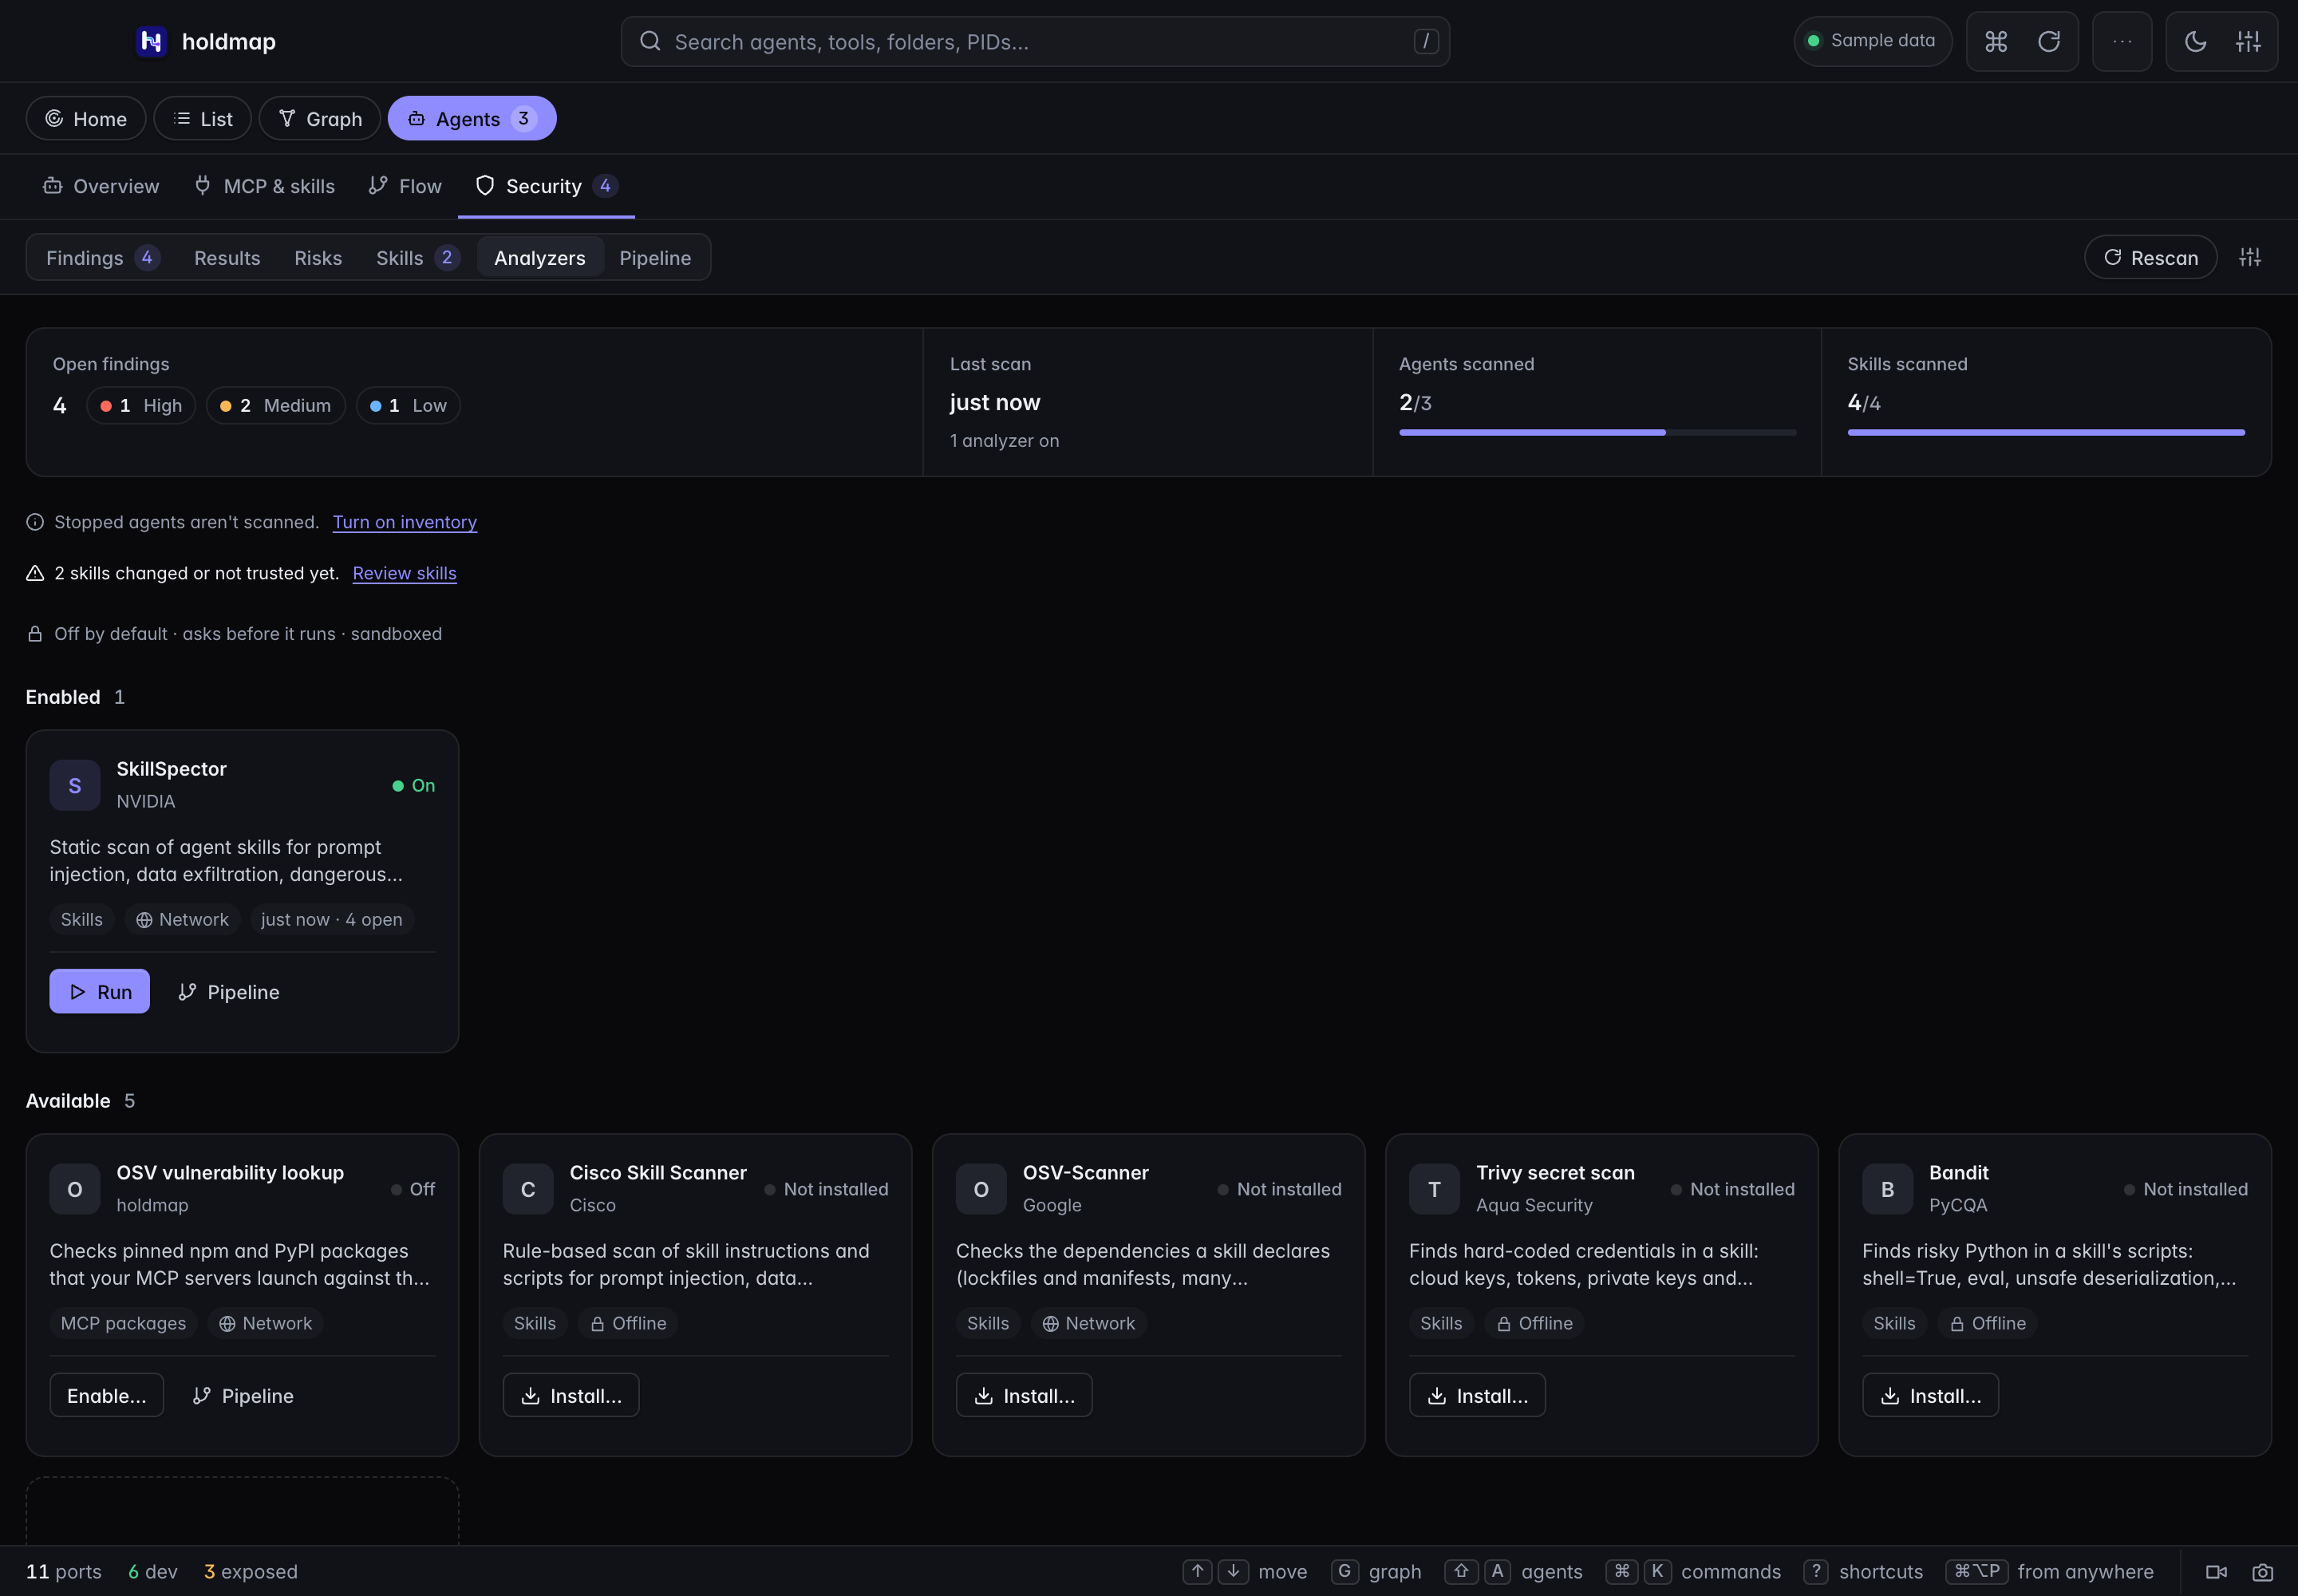 holdmap
Search agents, tools, folders, PIDs...
/
Sample data
Home
List
Graph
Agents 3
Overview
MCP & skills
Flow
Security 4
Findings 4
Results
Risks
Skills 2
Analyzers
Pipeline
Rescan
Open findings
4 1 High 2 Medium 1 Low
Last scan
just now
1 analyzer on
Agents scanned
2/3
Skills scanned
4/4
Stopped agents aren't scanned. Turn on inventory
2 skills changed or not trusted yet. Review skills
Off by default · asks before it runs · sandboxed
Enabled 1
S
SkillSpector
NVIDIA
On
Static scan of agent skills for prompt
injection, data exfiltration, dangerous...
Skills Network just now · 4 open
Run Pipeline
Available 5
O
OSV vulnerability lookup
holdmap
Off
Checks pinned npm and PyPI packages
that your MCP servers launch against th...
MCP packages Network
Enable... Pipeline
C
Cisco Skill Scanner
Cisco
Not installed
Rule-based scan of skill instructions and
scripts for prompt injection, data...
Skills Offline
Install...
O
OSV-Scanner
Google
Not installed
Checks the dependencies a skill declares
(lockfiles and manifests, many...
Skills Network
Install...
T
Trivy secret scan
Aqua Security
Not installed
Finds hard-coded credentials in a skill:
cloud keys, tokens, private keys and...
Skills Offline
Install...
B
Bandit
PyCQA
Not installed
Finds risky Python in a skill's scripts:
shell=True, eval, unsafe deserialization,...
Skills Offline
Install...
11 ports 6 dev 3 exposed
↑ ↓ move G graph ⇧ A agents ⌘ K commands ? shortcuts ⌘⌥P from anywhere